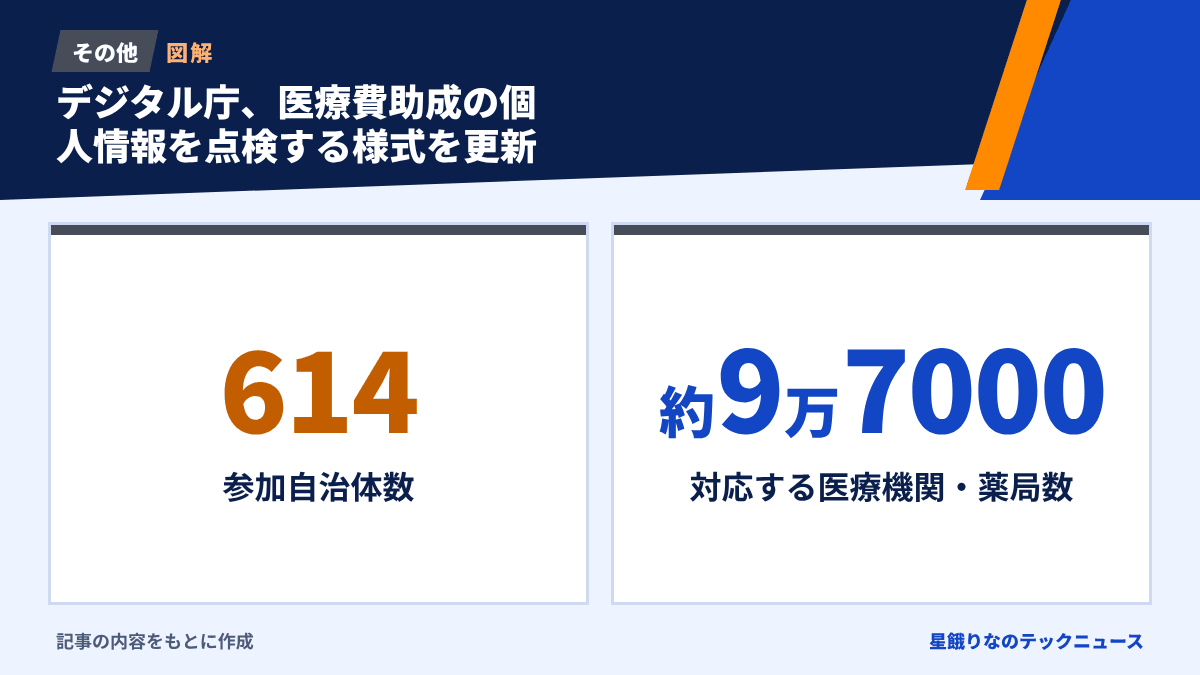 その他 図解
デジタル庁、医療費助成の個
人情報を点検する様式を更新
614
参加自治体数
約9万7000
対応する医療機関・薬局数
記事の内容をもとに作成
星餓りなのテックニュース